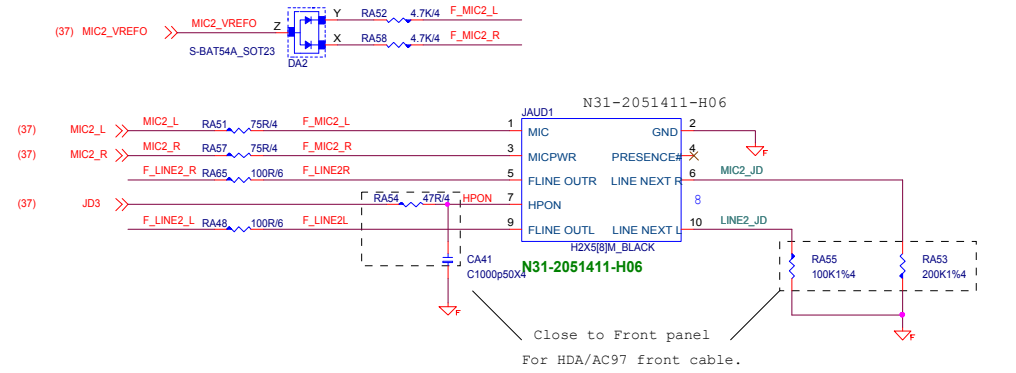 Y RA52 4.7K/4 F_MIC2_L
(37) MIC2_VREFO MIC2_VREFO Z
X RA58 4.7K/4 F_MIC2_R
S-BAT54A_SOT23
DA2
N31-2051411-H06
JAUD1
(37) MIC2_L MIC2_L RA51 75R/4 F_MIC2_L 1 MIC GND 2
F
(37) MIC2_R MIC2_R RA57 75R/4 F_MIC2_R 3 MICPWR PRESENCE# 4
F_LINE2_R RA65 100R/6 F_LINE2R 5 FLINE OUTR LINE NEXT R 6 MIC2_JD
(37) JD3 RA54 47R/4 HPON 7 HPON 8
F_LINE2_L RA48 100R/6 F_LINE2L 9 FLINE OUTL LINE NEXT L 10 LINE2_JD
H2X5[8]M_BLACK
CA41
C1000p50X4
N31-2051411-H06
RA55
100K1%4
RA53
200K1%4
F
F
Close to Front panel
For HDA/AC97 front cable.